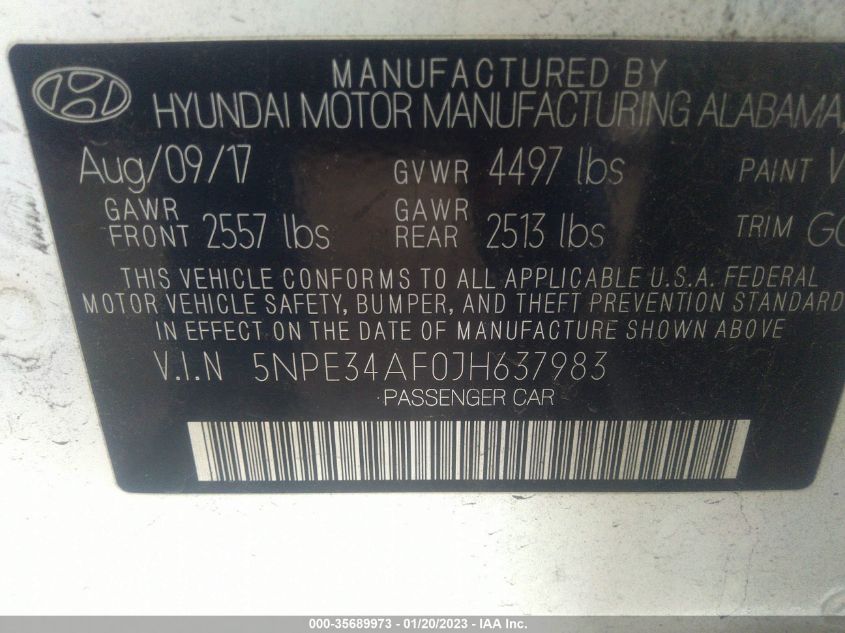 MANUFACTURED BY
HYUNDAI MOTOR MANUFACTURING ALABAMA,
Aug/09/17 GVWR 4497 lbs PAINT
GAWR FRONT 2557 lbs GAWR REAR 2513 lbs TRIM
THIS VEHICLE CONFORMS TO ALL APPLICABLE U.S.A. FEDERAL
MOTOR VEHICLE SAFETY, BUMPER, AND THEFT PREVENTION STANDARD
IN EFFECT ON THE DATE OF MANUFACTURE SHOWN ABOVE
V.I.N 5NPE34AF0JH637983
PASSENGER CAR
000-35689973 - 01/20/2023 - IAA Inc.